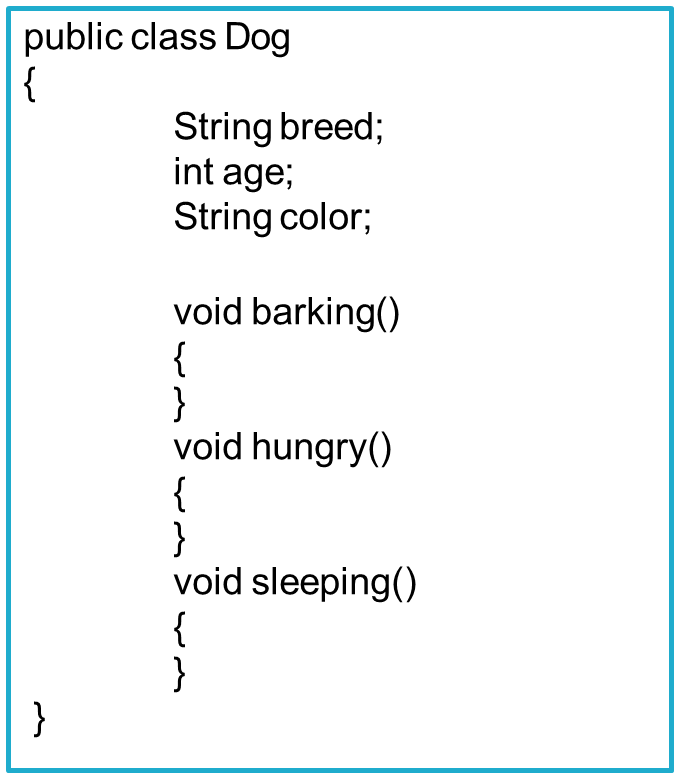 public class Dog
{
String breed;
int age;
String color;
void barking()
{
}
void hungry()
{
}
void sleeping()
{
}
}